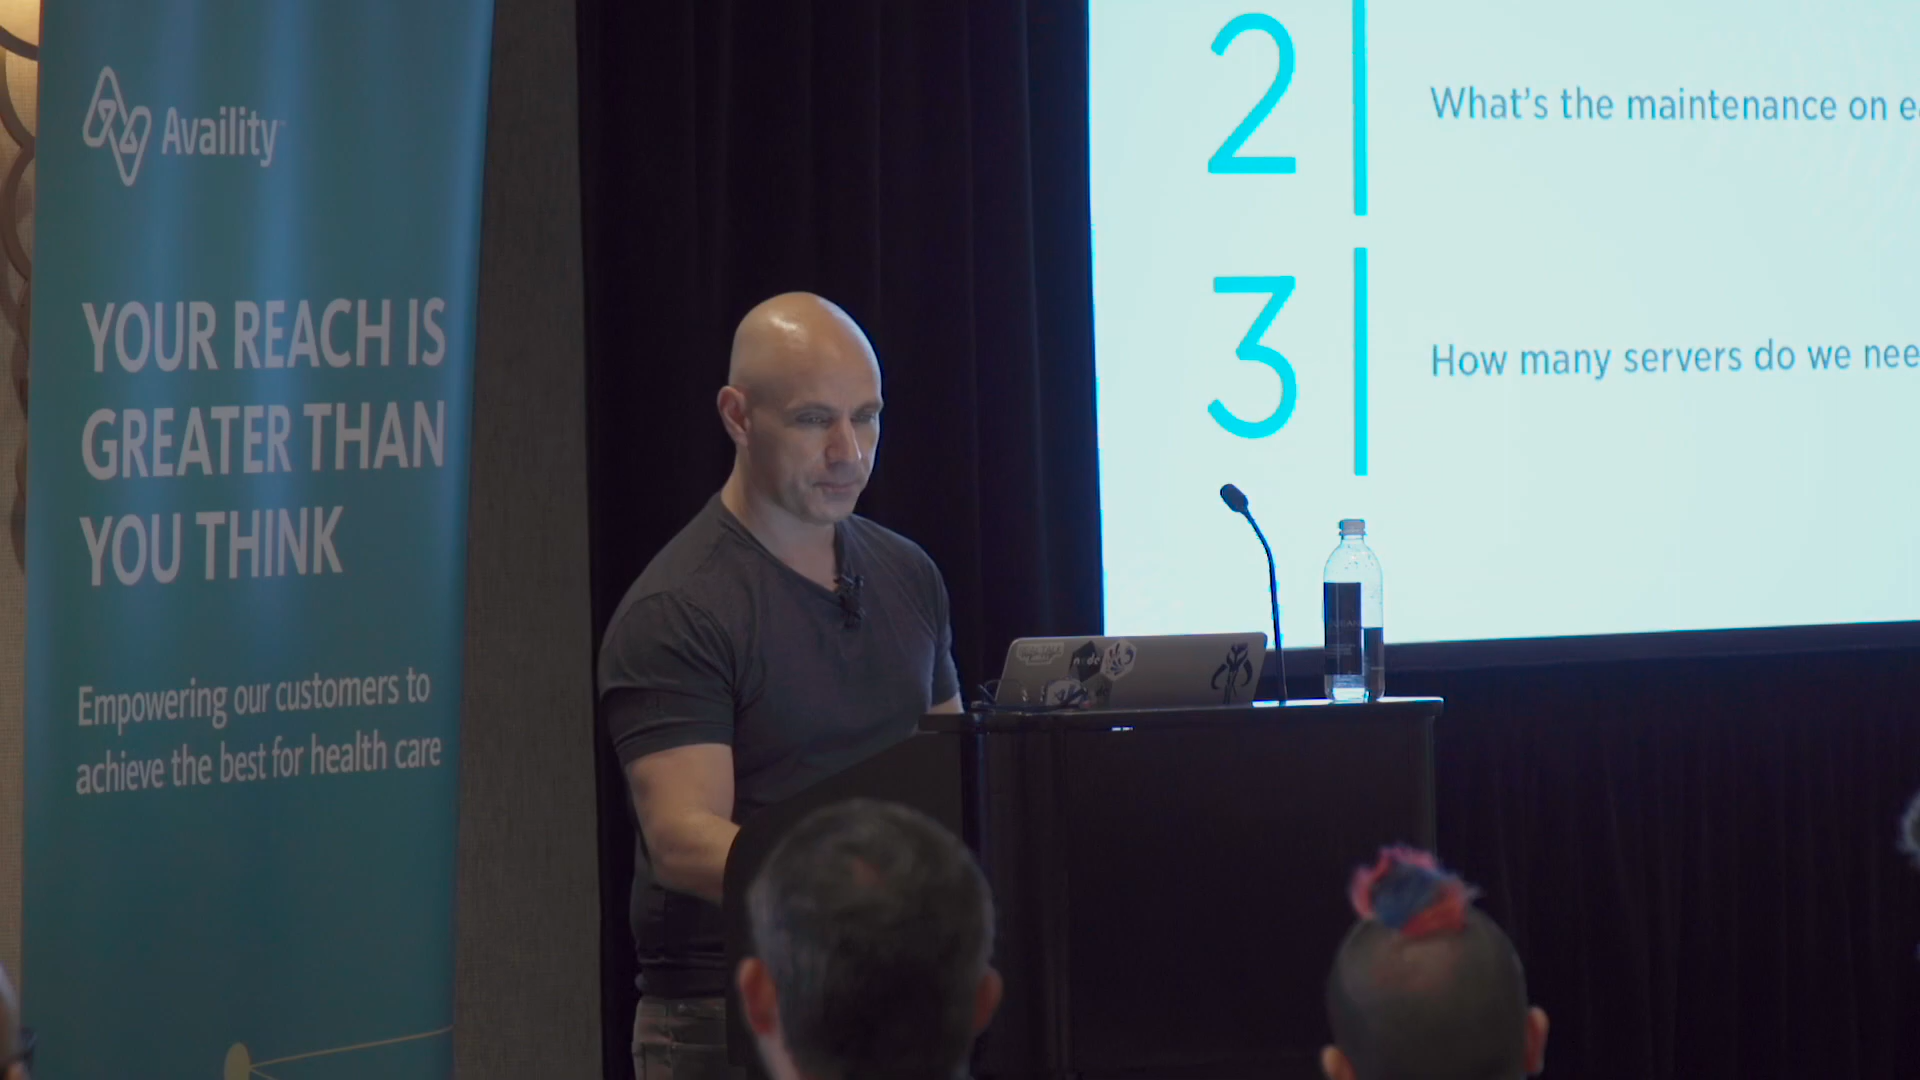 Availity
YOUR REACH IS
GREATER THAN
YOU THINK
Empowering our customers to
achieve the best for health care
2
What's the maintenance on
3
How many servers do we
node